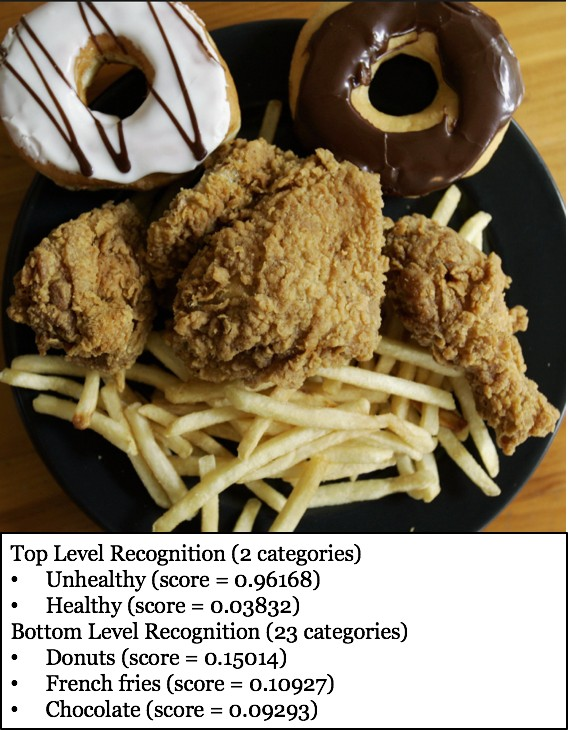 Top Level Recognition (2 categories)
• Unhealthy (score = 0.96168)
• Healthy (score = 0.03832)
Bottom Level Recognition (23 categories)
• Donuts (score = 0.15014)
• French fries (score = 0.10927)
• Chocolate (score = 0.09293)